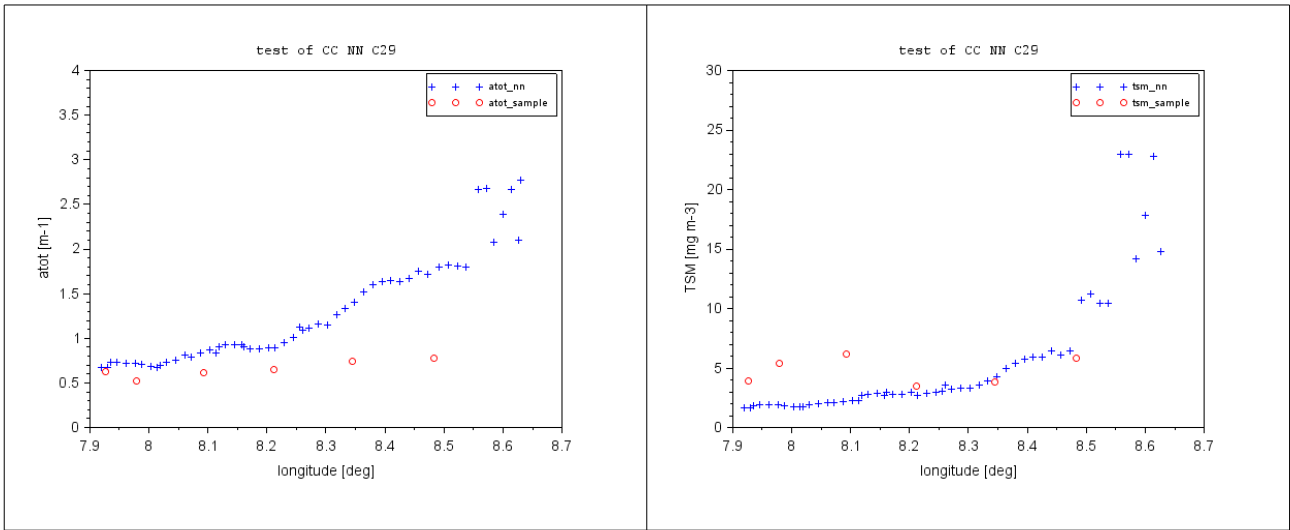 test of CC NN C29
4
3.5
3
2.5
2
1.5
1
0.5
0
atot [m-1]
7.9 8 8.1 8.2 8.3 8.4 8.5 8.6 8.7
longitude [deg]
atot_nn
atot_sample
test of CC NN C29
30
25
20
15
10
5
0
TSM [mg m-3]
7.9 8 8.1 8.2 8.3 8.4 8.5 8.6 8.7
longitude [deg]
tsm_nn
tsm_sample